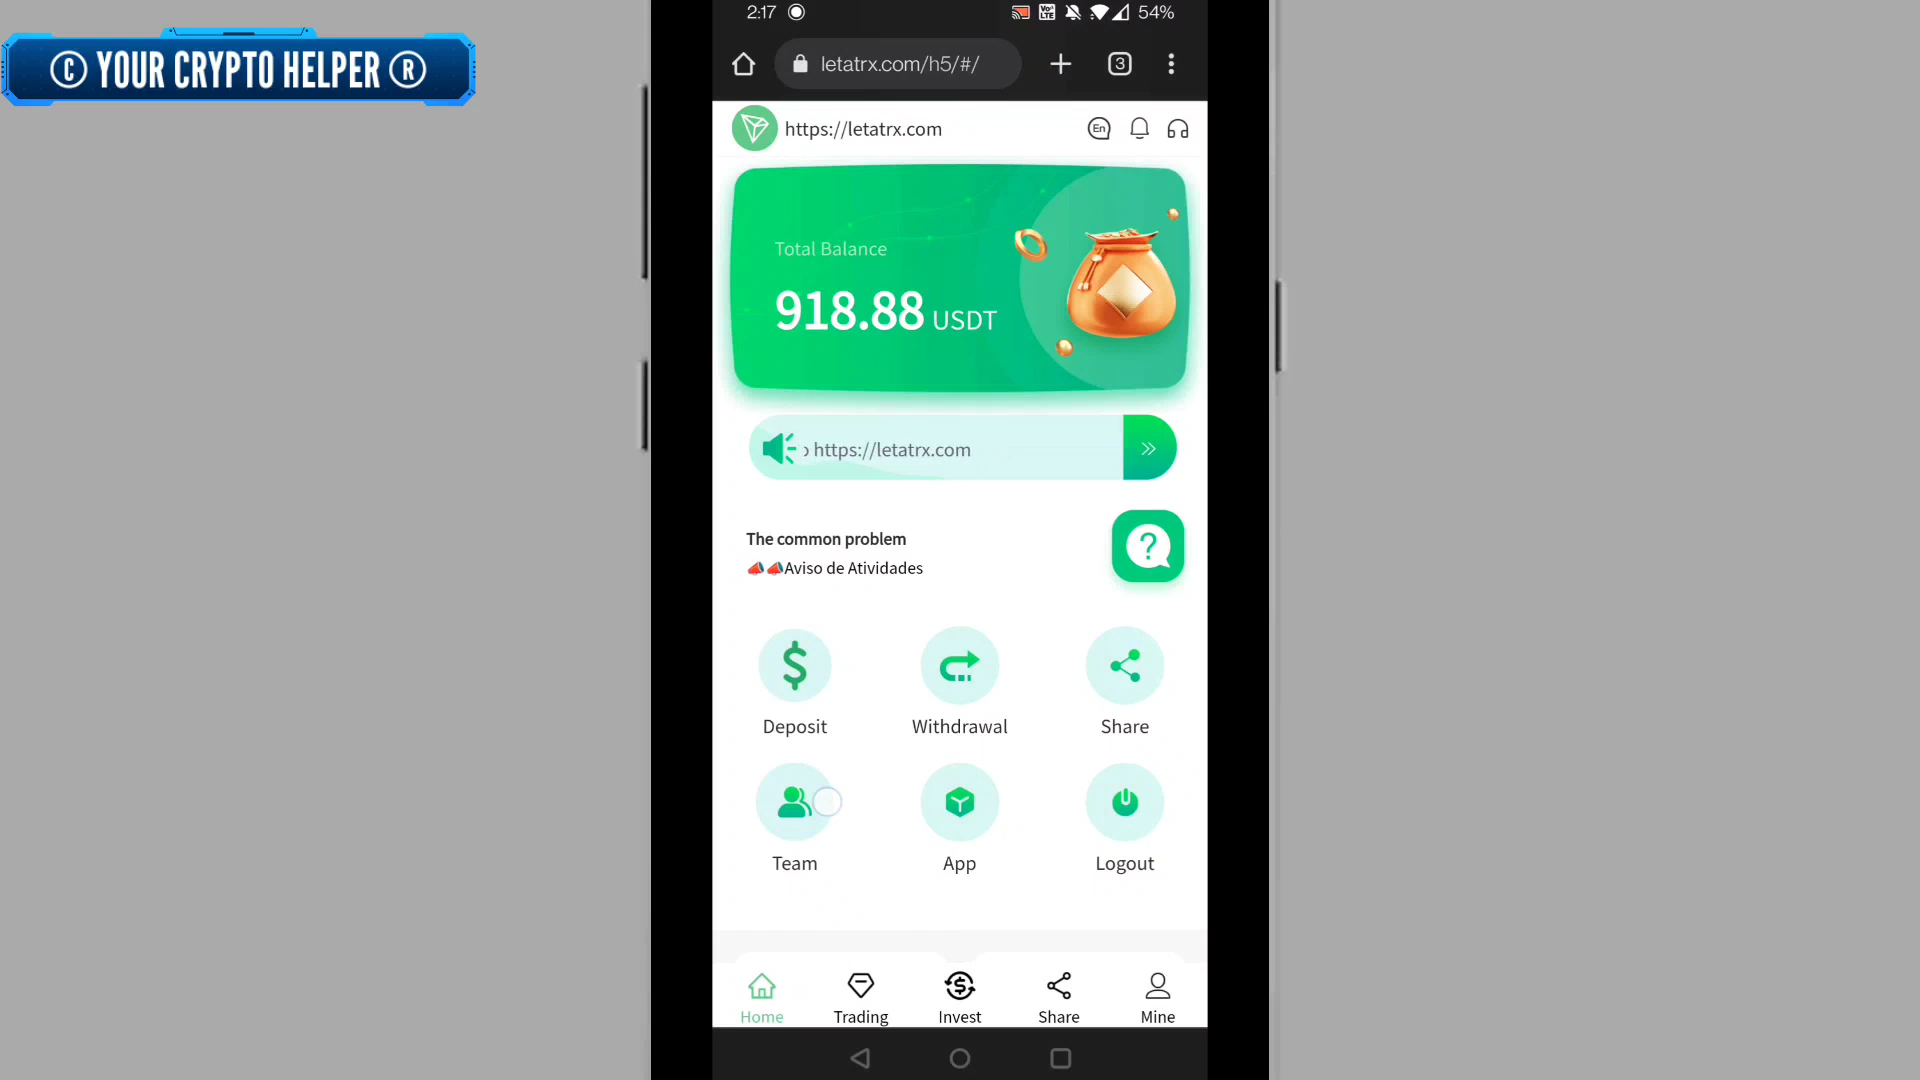 2:17 54%
© YOUR CRYPTO HELPER ®
letatrx.com/h5/#/ 3
https://letatrx.com En
Total Balance
918.88 USDT
https://letatrx.com
The common problem
📣📣Aviso de Atividades
Deposit Withdrawal Share
Team App Logout
Home Trading Invest Share Mine